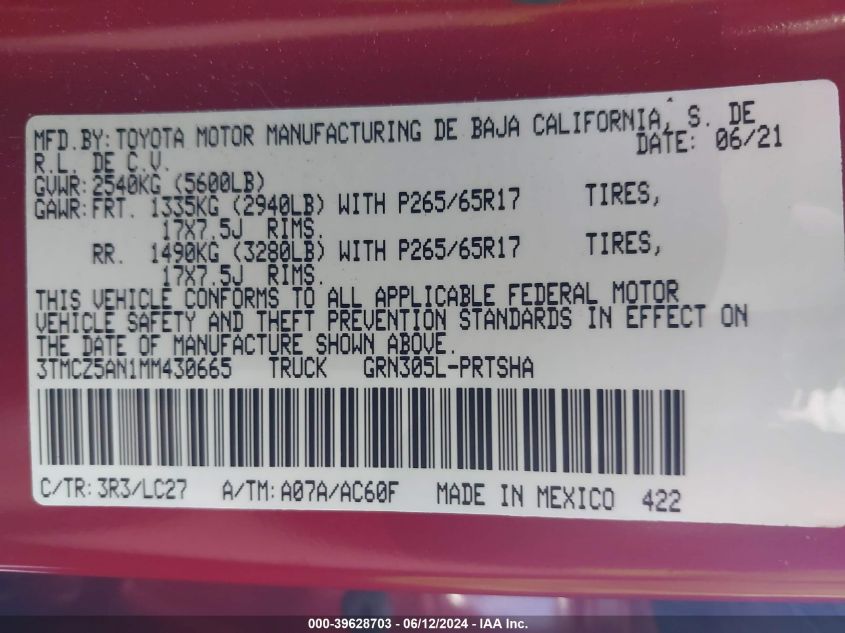 MFD.BY:TOYOTA MOTOR MANUFACTURING DE BAJA CALIFORNIA, S. DE
R.L. DE C.V. DATE: 06/21
GVWR:2540KG (5600LB)
GAWR:FRT. 1335KG (2940LB) WITH P265/65R17 TIRES,
17X7.5J RIMS.
RR. 1490KG (3280LB) WITH P265/65R17 TIRES,
17X7.5J RIMS.
THIS VEHICLE CONFORMS TO ALL APPLICABLE FEDERAL MOTOR
VEHICLE SAFETY AND THEFT PREVENTION STANDARDS IN EFFECT ON
THE DATE OF MANUFACTURE SHOWN ABOVE.
3TMCZ5AN1MM430665 TRUCK GRN305L-PRTSHA
C/TR:3R3/LC27 A/TM:A07A/AC60F MADE IN MEXICO 422
000-39628703 - 06/12/2024 - IAA Inc.